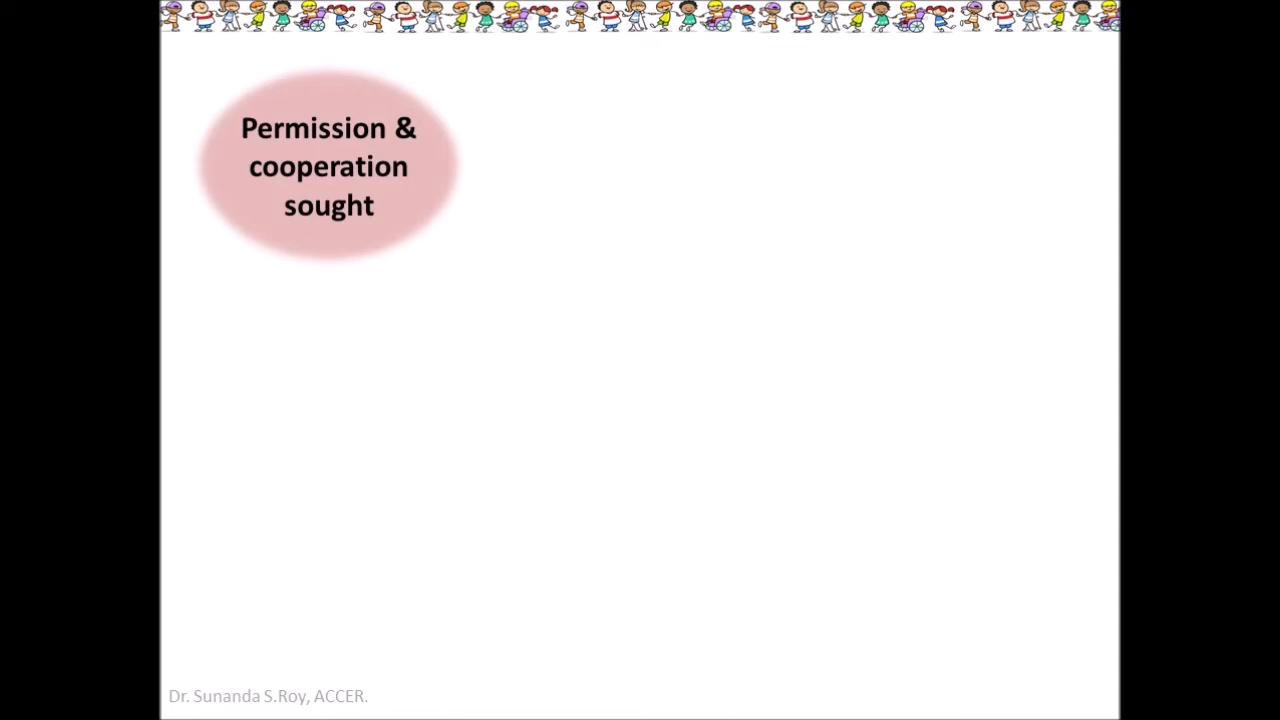 Permission &
cooperation
sought
Dr. Sunanda S.Roy, ACCER.